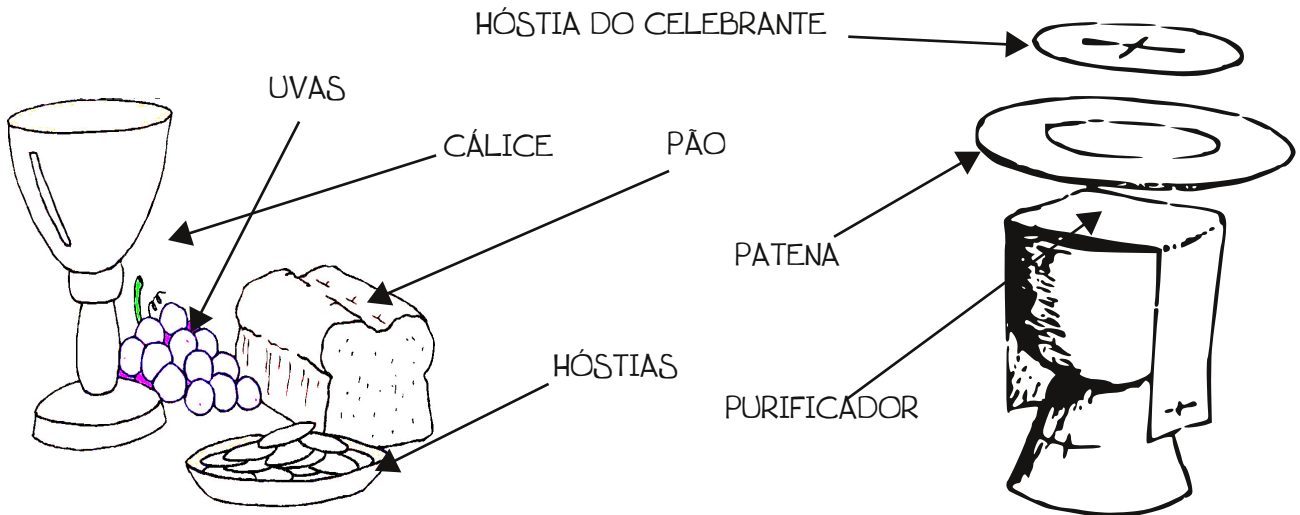 HÓSTIA DO CELEBRANTE
UVAS
CÁLICE
PÃO
PATENA
HÓSTIAS
PURIFICADOR